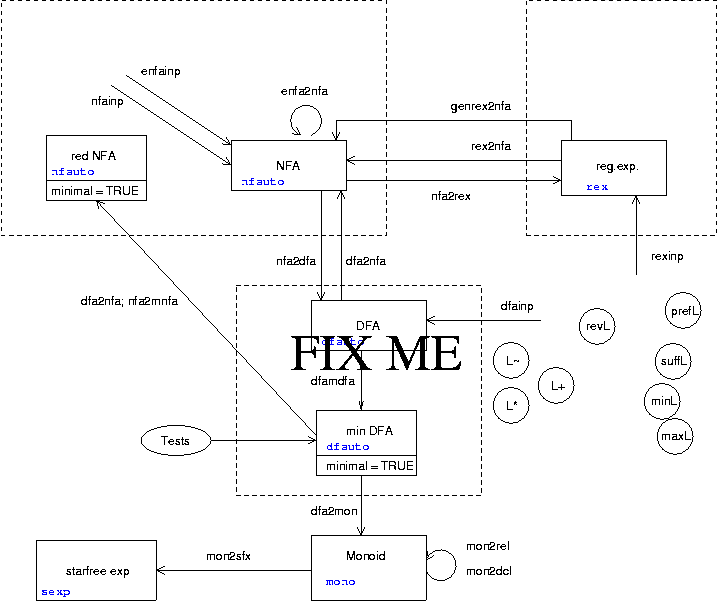 enfainp
nfainp
enfa2nfa
genrex2nfa
red NFA
nfauto
minimal = TRUE
NFA
nfauto
rex2nfa
nfa2rex
reg.exp.
rex
rexinp
nfa2dfa
dfa2nfa
dfa2nfa; nfa2mnfa
dfainp
DFA
dfauto
FIX ME
dfamdfa
revL
prefL
L~
L+
L*
suffL
minL
maxL
Tests
min DFA
dfauto
minimal = TRUE
dfa2mon
mon2sfx
starfree exp
sexp
Monoid
mono
mon2rel
mon2dcl